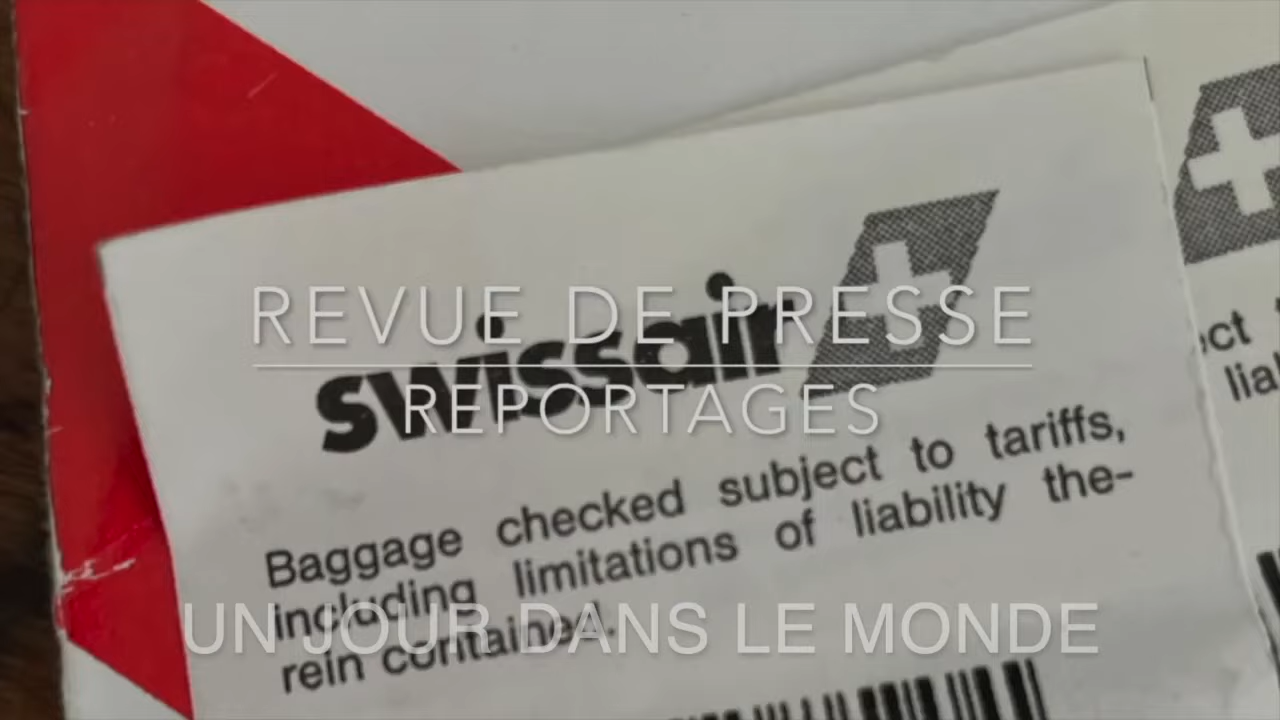 REVUE DE PRESSE
swissair
REPORTAGES
Baggage checked subject to tariffs,
including limitations of liability the-
rein contained.
UN JOUR DANS LE MONDE
ct
lia